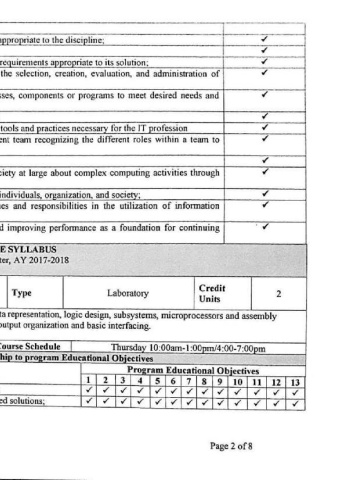 appropriate to the discipline; ✓
✓
requirements appropriate to its solution; ✓
the selection, creation, evaluation, and administration of ✓
sses, components or programs to meet desired needs and ✓
✓
tools and practices necessary for the IT profession ✓
ent team recognizing the different roles within a team to ✓
✓
ciety at large about complex computing activities through ✓
individuals, organization, and society; ✓
es and responsibilities in the utilization of information ✓
d improving performance as a foundation for continuing ✓
E SYLLABUS
ter, AY 2017-2018
Type Laboratory Credit Units 2
ta representation, logic design, subsystems, microprocessors and assembly
output organization and basic interfacing.
Course Schedule Thursday 10:00am-1:00pm/4:00-7:00pm
hip to program Educational Objectives
Program Educational Objectives
1 2 3 4 5 6 7 8 9 10 11 12 13
✓ ✓ ✓ ✓ ✓ ✓ ✓ ✓ ✓ ✓ ✓ ✓ ✓
ed solutions; ✓ ✓ ✓ ✓ ✓ ✓ ✓ ✓ ✓ ✓ ✓ ✓ ✓
Page 2 of 8